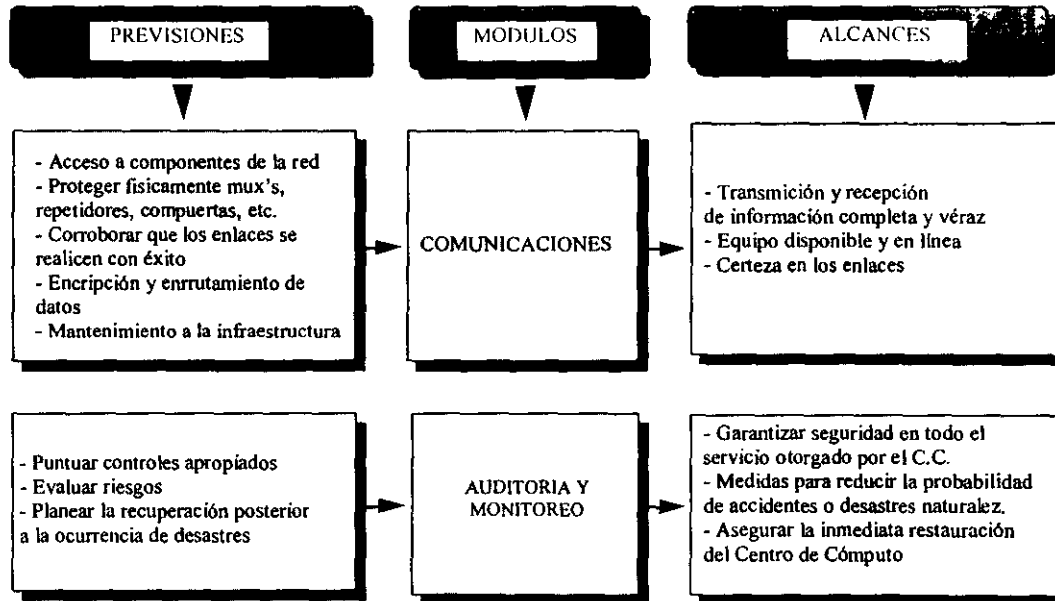 PREVISIONES
MODULOS
ALCANCES
- Acceso a componentes de la red
- Proteger fisicamente mux's,
repetidores, compuertas, etc.
- Corroborar que los enlaces se
realicen con éxito
- Encripción y enrrutamiento de
datos
- Mantenimiento a la infraestructura
COMUNICACIONES
- Transmición y recepción
de información completa y véraz
- Equipo disponible y en línea
- Certeza en los enlaces
- Puntuar controles apropíados
- Evaluar riesgos
- Planear la recuperación posterior
a la ocurrencia de desastres
AUDITORIA Y
MONITOREO
- Garantizar seguridad en todo el
servicio otorgado por el C.C.
- Medidas para reducir la probabilidad
de accidentes o desastres naturalez.
- Asegurar la inmediata restauración
del Centro de Cómputo